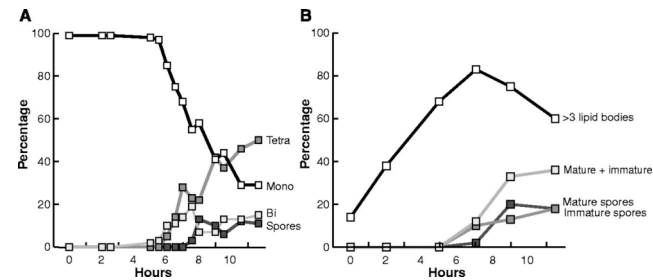 A
Percentage
100
80
60
40
20
0
0
2
4
6
8
10
Hours
Tetra
Mono
Bi
Spores
B
Percentage
100
80
60
40
20
0
0
2
4
6
8
10
Hours
>3 lipid bodies
Mature + immature
Mature spores
Immature spores